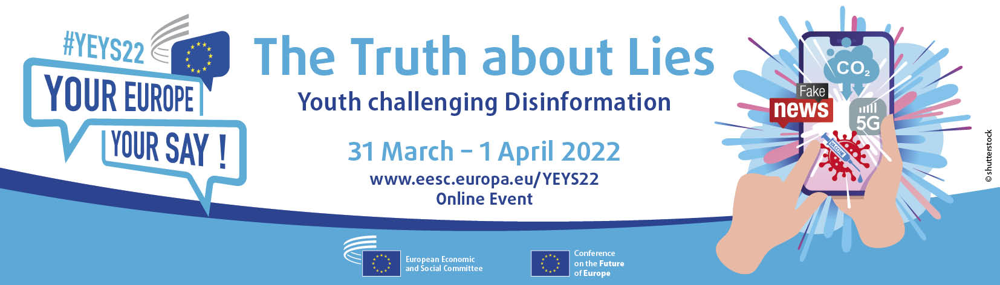 #YEYS22
YOUR EUROPE
YOUR SAY !
The Truth about Lies
Youth challenging Disinformation
31 March – 1 April 2022
www.eesc.europa.eu/YEYS22
Online Event
European Economic
and Social Committee
Conference
on the Future
of Europe
CO₂
Fake
news
5G
VACCINE
© shutterstock